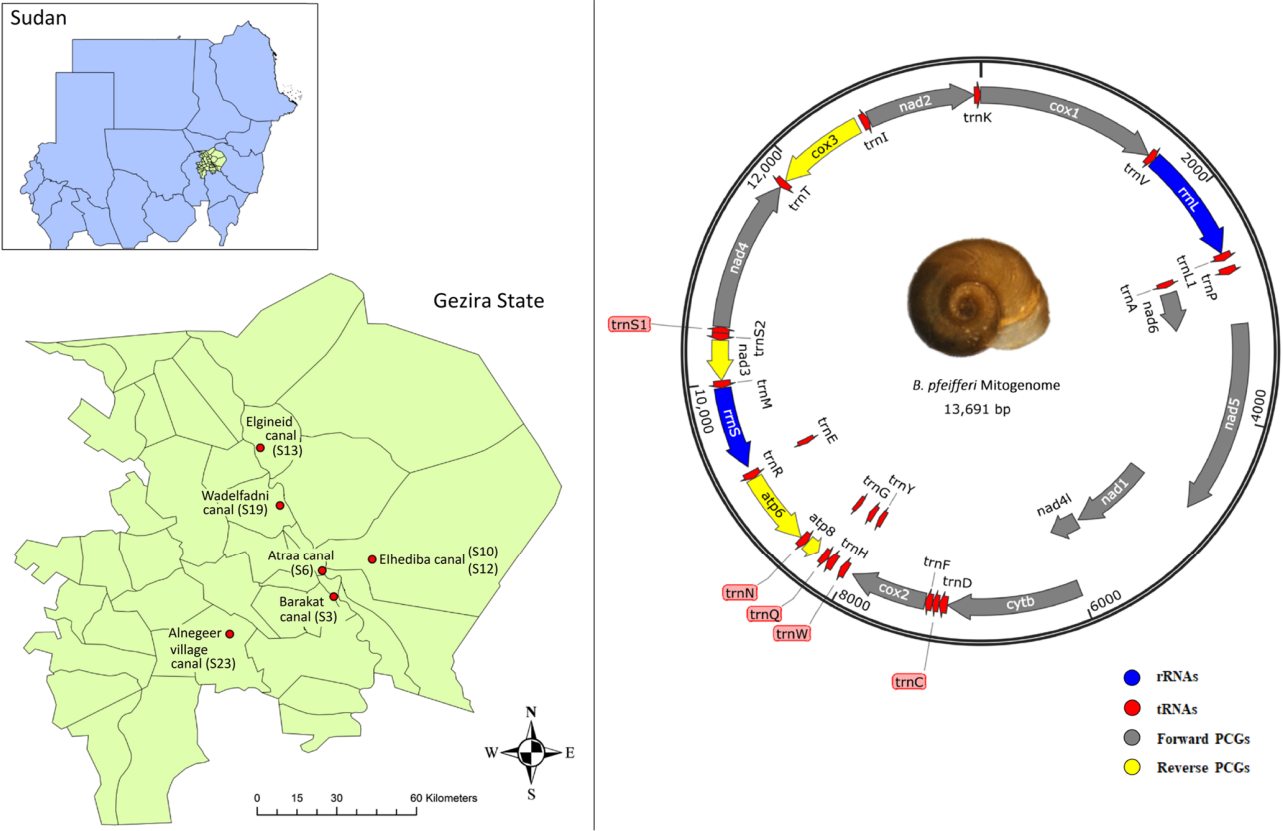 Sudan
Gezira State
Elgineid
canal
(S13)
Wadelfadni
canal (S19)
Atraa canal
(S6)
Elhediba canal
(S10)
(S12)
Barakat
canal (S3)
Alnegeer
village
canal (S23)
N
W
E
S
0
15
30
60 Kilometers
trnK
cox1
trnV
2000
rrnL
trnL1
trnP
trnA
nad6
nad5
4000
nad1
nad4l
6000
cytb
trnD
trnF
trnC
cox2
8000
trnH
trnW
trnQ
trnN
atp8
trnY
trnG
atp6
trnR
trnE
rrnS
10,000
trnM
nad3
trnS2
trnS1
nad4
trnT
12,000
cox3
trnI
nad2
B. pfeifferi Mitogenome
13,691 bp
rRNAs
tRNAs
Forward PCGs
Reverse PCGs